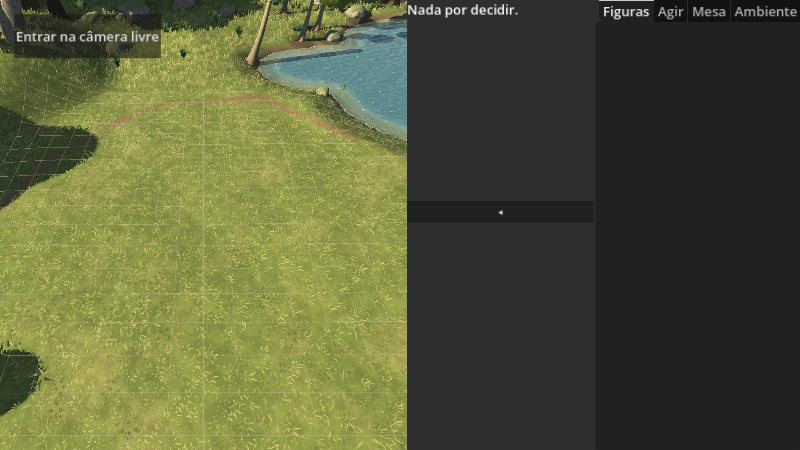 Entrar na câmera livre
Nada por decidir.
Figuras Agir Mesa Ambiente